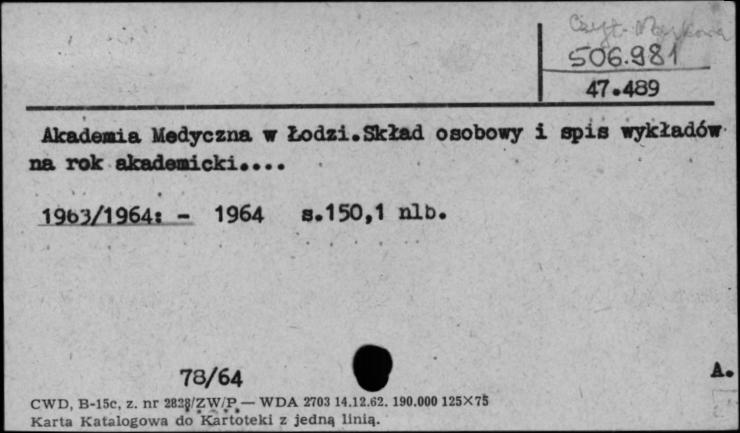 Czyt. Naukowa
506.981
47.489
Akademia Medyczna w Łodzi.Skład osobowy i spis wykładów
na rok akademicki....
1963/1964: - 1964 s.150,1 nlb.
78/64
A.
CWD, B-15c, z. nr 2828/ZW/P — WDA 2703 14.12.62. 190.000 125×75
Karta Katalogowa do Kartoteki z jedną linią.